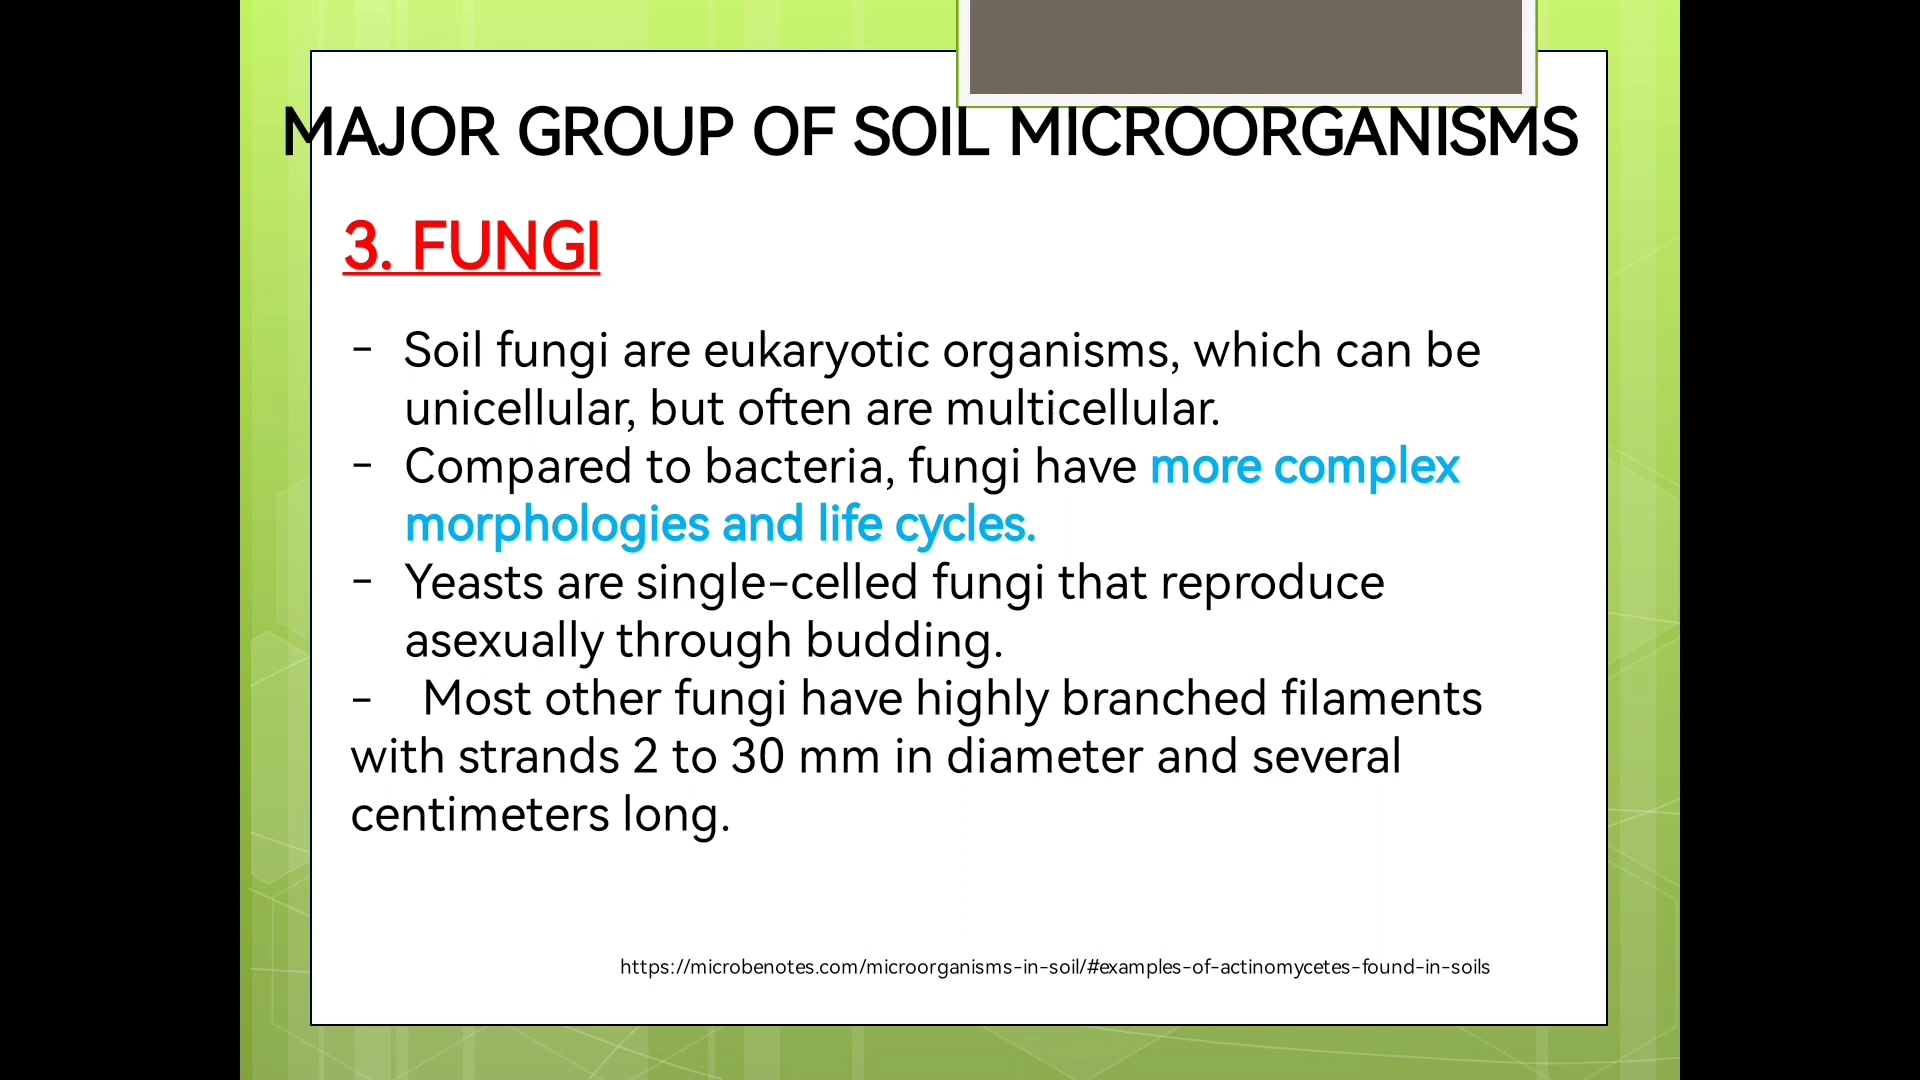 MAJOR GROUP OF SOIL MICROORGANISMS
3. FUNGI
- Soil fungi are eukaryotic organisms, which can be
unicellular, but often are multicellular.
- Compared to bacteria, fungi have more complex
morphologies and life cycles.
- Yeasts are single-celled fungi that reproduce
asexually through budding.
- Most other fungi have highly branched filaments
with strands 2 to 30 mm in diameter and several
centimeters long.
https://microbenotes.com/microorganisms-in-soil/#examples-of-actinomycetes-found-in-soils